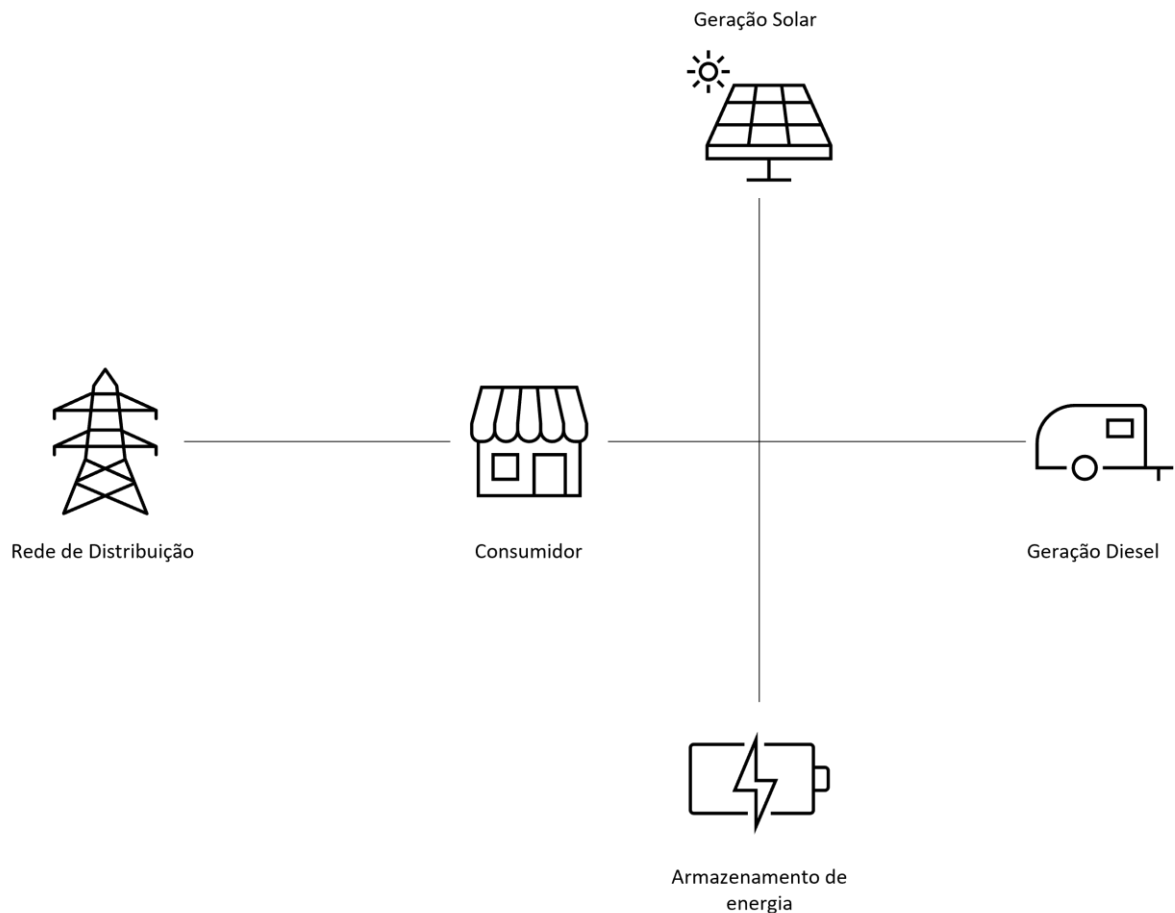 Geração Solar
Rede de Distribuição
Consumidor
Geração Diesel
Armazenamento de
energia